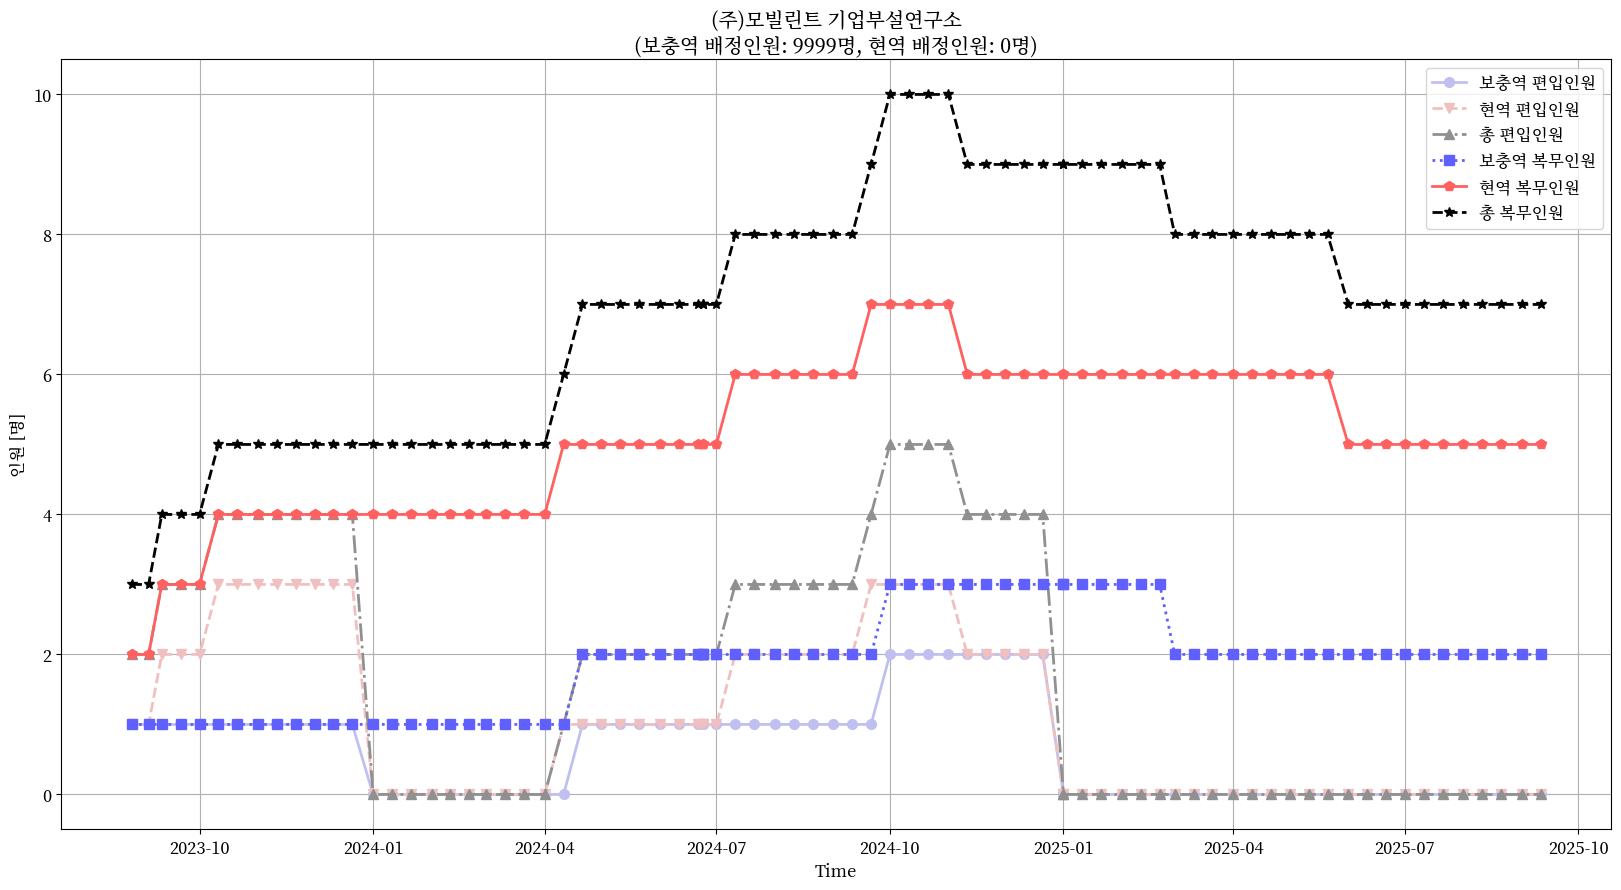 (주)모빌린트 기업부설연구소
(보충역 배정인원: 9999명, 현역 배정인원: 0명)
보충역 편입인원
현역 편입인원
총 편입인원
보충역 복무인원
현역 복무인원
총 복무인원
인원 [명]
10
8
6
4
2
0
2023-10
2024-01
2024-04
2024-07
2024-10
2025-01
2025-04
2025-07
2025-10
Time